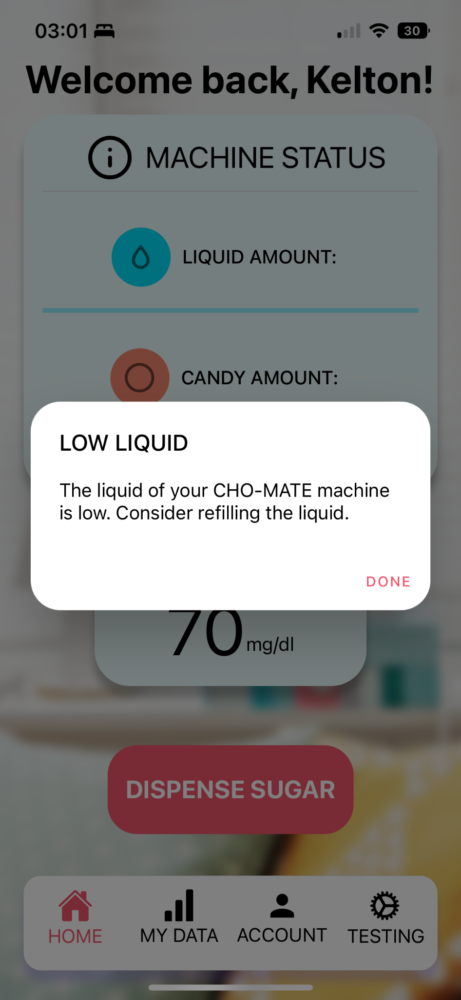 03:01
30
Welcome back, Kelton!
MACHINE STATUS
LIQUID AMOUNT:
CANDY AMOUNT:
LOW LIQUID
The liquid of your CHO-MATE machine
is low. Consider refilling the liquid.
DONE
70 mg/dl
DISPENSE SUGAR
HOME
MY DATA
ACCOUNT
TESTING